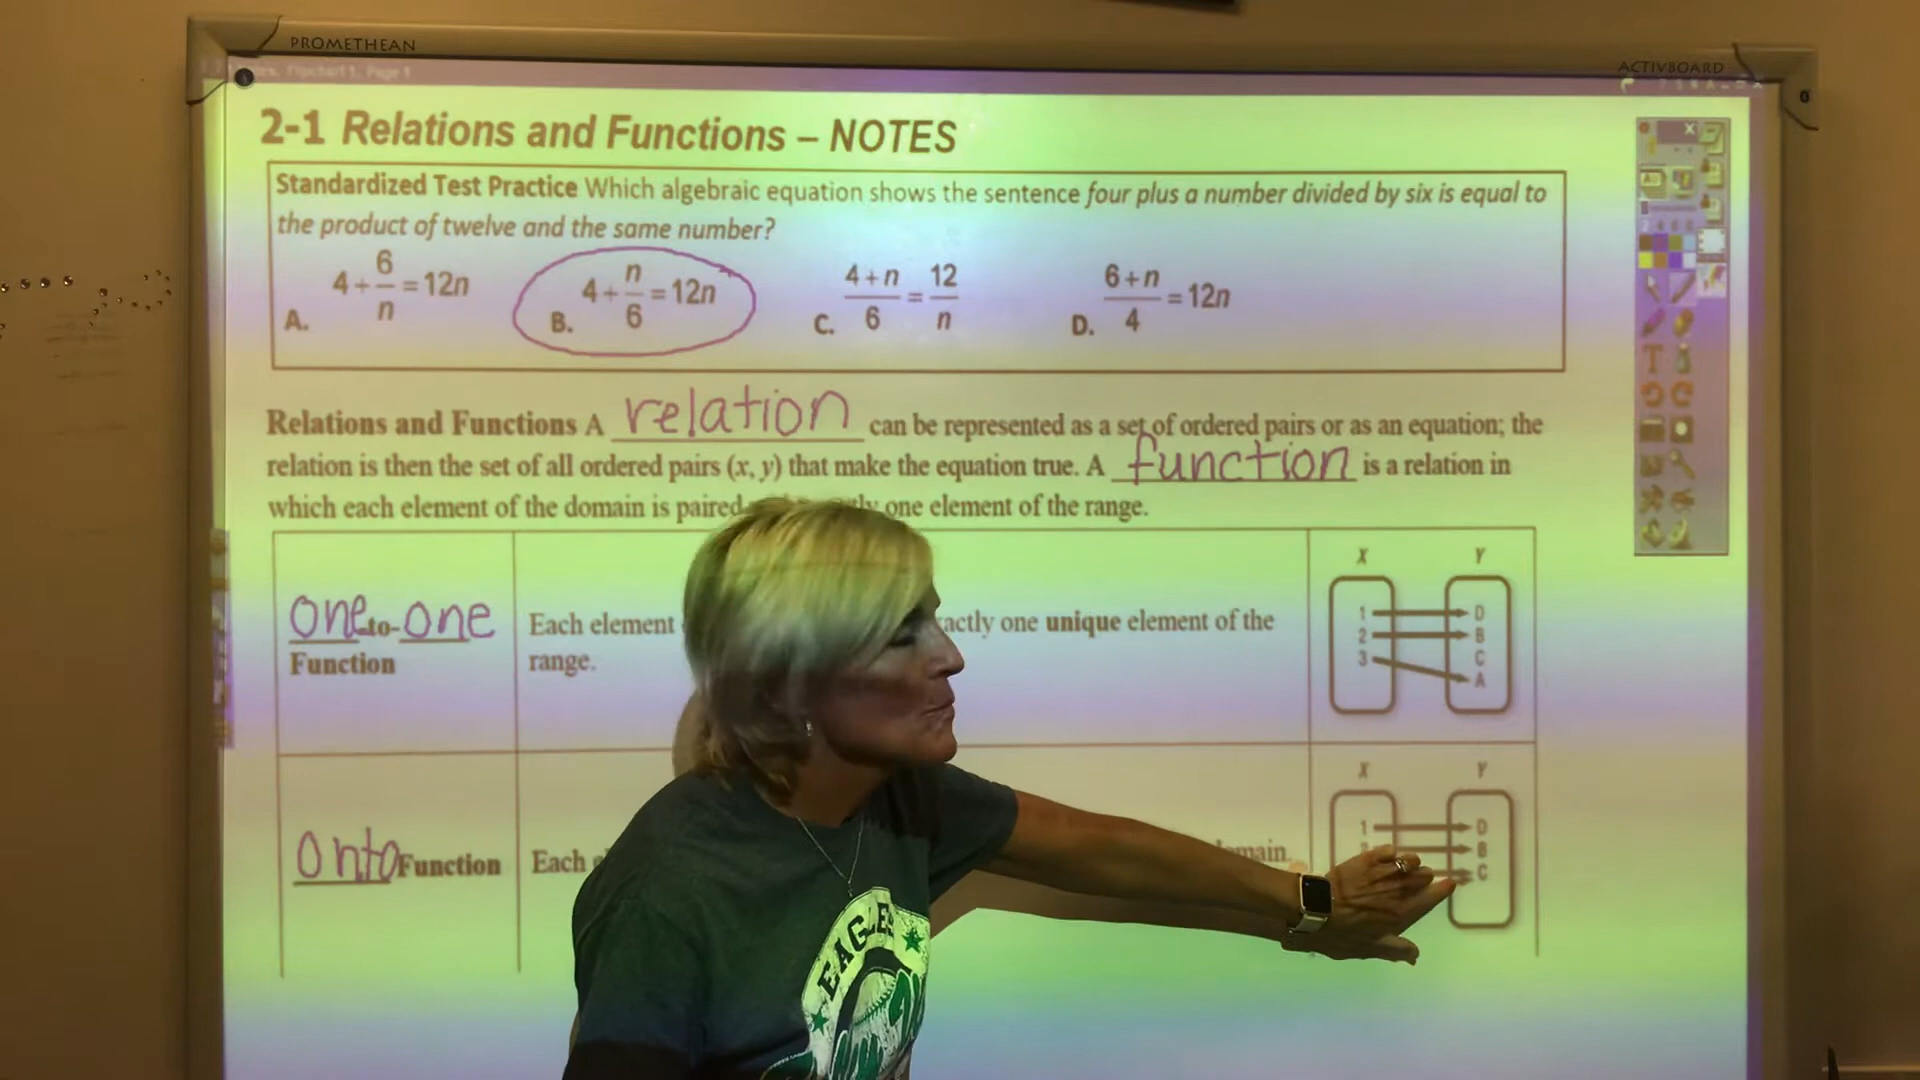 PROMETHEAN
ACTIVBOARD
Flipchart 1, Page 1
2-1 Relations and Functions – NOTES
Standardized Test Practice Which algebraic equation shows the sentence four plus a number divided by six is equal to
the product of twelve and the same number?
A. 4+6/n=12n B. 4+n/6=12n C. 4+n/6=12/n D. 6+n/4=12n
Relations and Functions A relation can be represented as a set of ordered pairs or as an equation; the
relation is then the set of all ordered pairs (x, y) that make the equation true. A function is a relation in
which each element of the domain is paired one element of the range.
X Y
one-to-one
Function
Each element unique element of the
range.
1 D
2 B
3 C
A
X Y
onto Function
Each
1 D
B
C
T
EAGLES